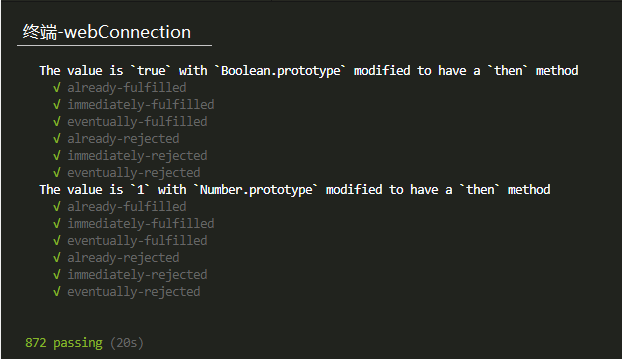 终端-webConnection
The value is `true` with `Boolean.prototype` modified to have a `then` method
√ already-fulfilled
√ immediately-fulfilled
√ eventually-fulfilled
√ already-rejected
√ immediately-rejected
√ eventually-rejected
The value is `1` with `Number.prototype` modified to have a `then` method
√ already-fulfilled
√ immediately-fulfilled
√ eventually-fulfilled
√ already-rejected
√ immediately-rejected
√ eventually-rejected
872 passing (20s)